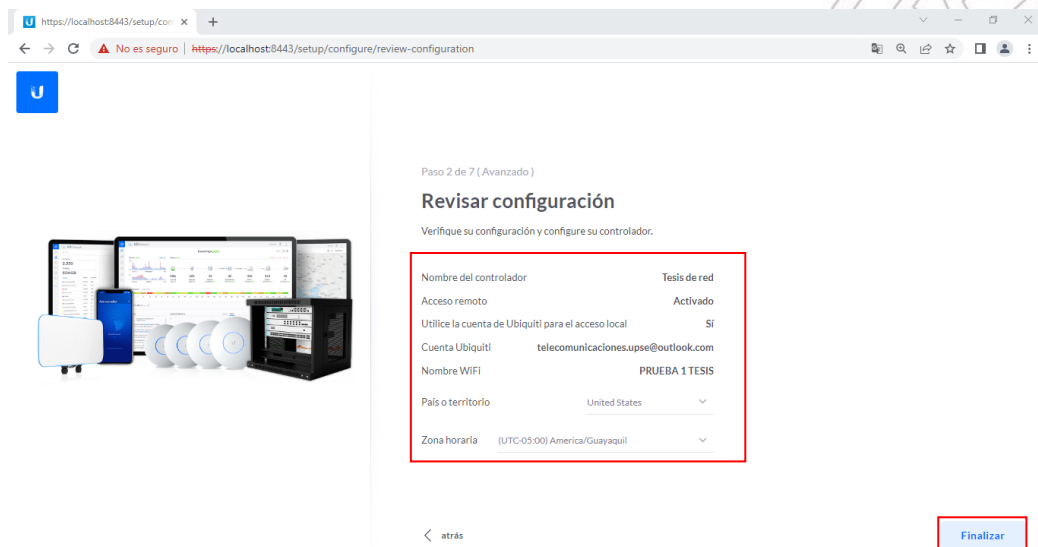 https://localhost:8443/setup/con
No es seguro | https://localhost:8443/setup/configure/review-configuration
Paso 2 de 7 ( Avanzado )
Revisar configuración
Verifique su configuración y configure su controlador.
Nombre del controlador Tesis de red
Acceso remoto Activado
Utilice la cuenta de Ubiquiti para el acceso local Sí
Cuenta Ubiquiti telecomunicaciones.upse@outlook.com
Nombre WiFi PRUEBA 1 TESIS
País o territorio United States
Zona horaria (UTC-05:00) America/Guayaquil
atrás
Finalizar